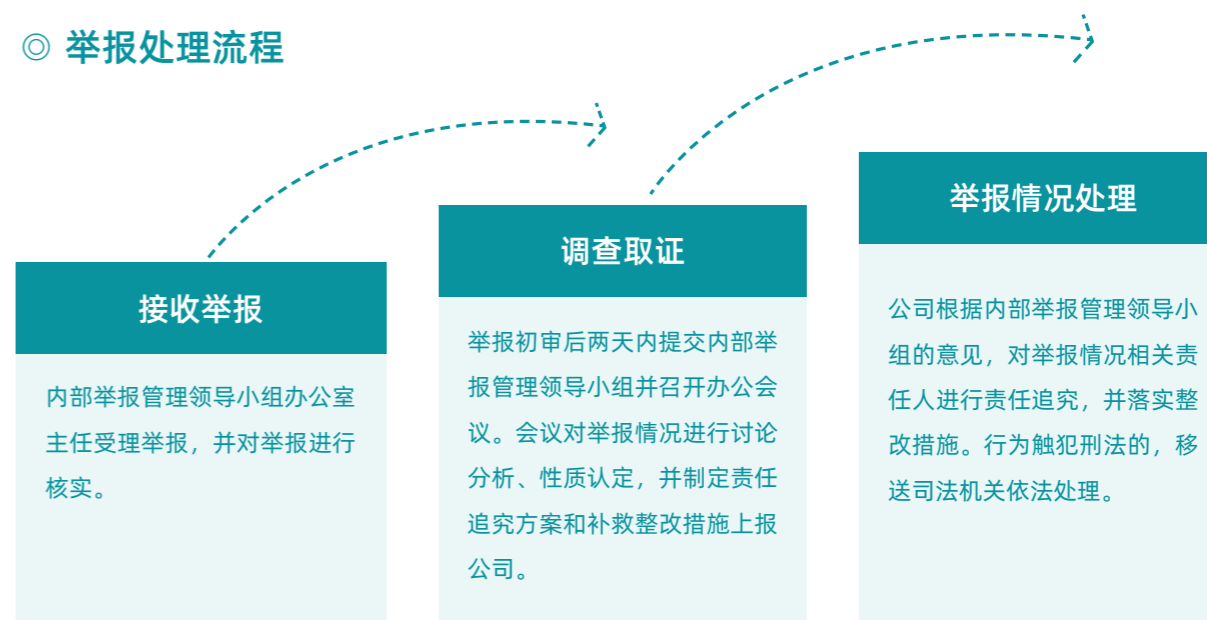 ◎ 举报处理流程
接收举报
内部举报管理领导小组办公室
主任受理举报，并对举报进行
核实。
调查取证
举报初审后两天内提交内部举
报管理领导小组并召开办公会
议。会议对举报情况进行讨论
分析、性质认定，并制定责任
追究方案和补救整改措施上报
公司。
举报情况处理
公司根据内部举报管理领导小
组的意见，对举报情况相关责
任人进行责任追究，并落实整
改措施。行为触犯刑法的，移
送司法机关依法处理。